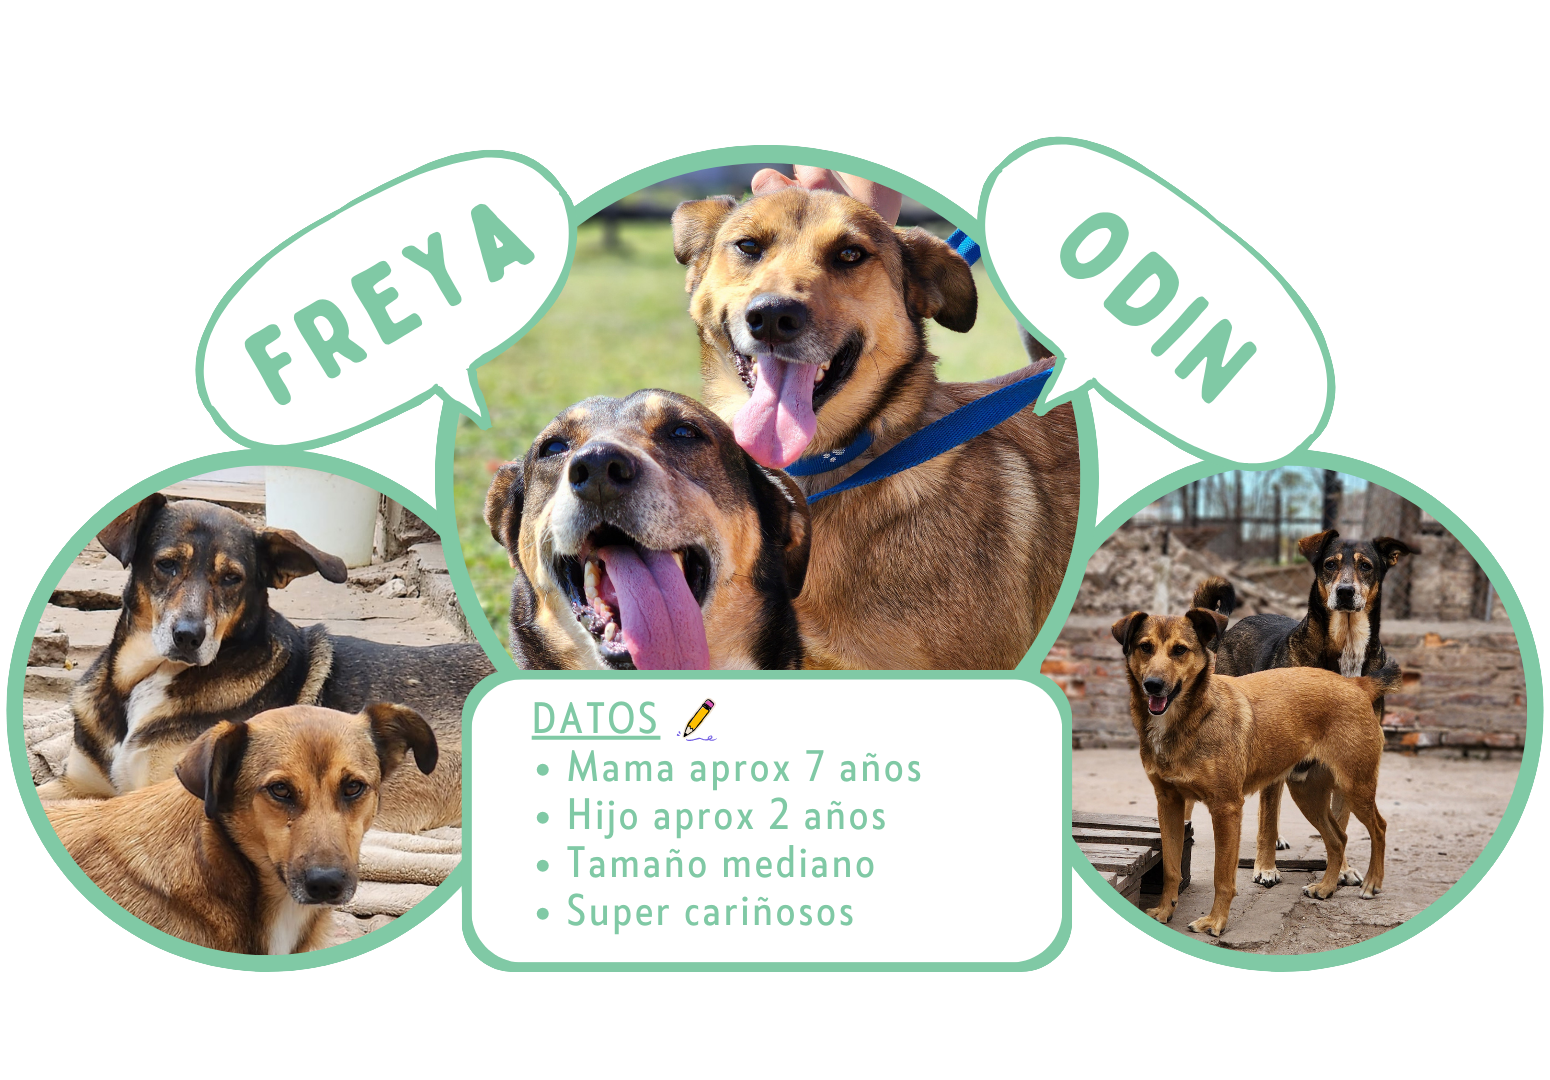 FREYA
ODIN
DATOS
• Mama aprox 7 años
• Hijo aprox 2 años
• Tamaño mediano
• Super cariñosos